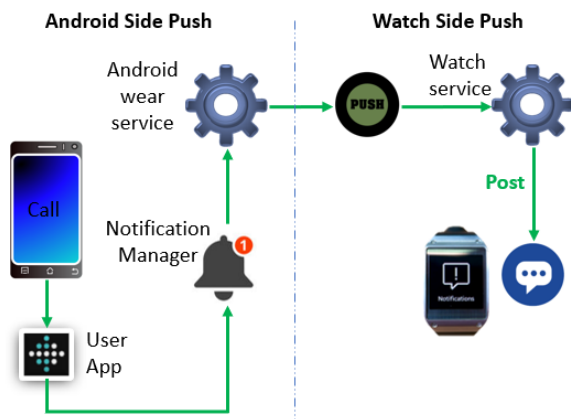 Android Side Push
Watch Side Push
Android
wear
service
PUSH
Watch
service
Call
Notification
Manager
1
Post
Notifications
User
App